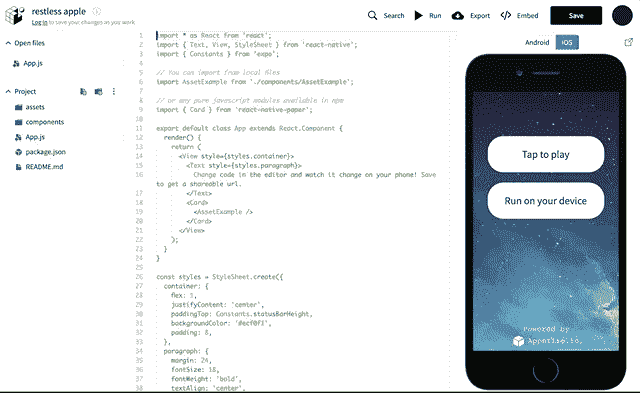 restless apple
Log in to save your changes as you work
Search
Run
Export
Embed
Save
Open files
App.js
Project
assets
components
App.js
package.json
README.md
1 import * as React from 'react';
2 import { Text, View, StyleSheet } from 'react-native';
3 import { Constants } from 'expo';
4
5 // You can import from local files
6 import AssetExample from './components/AssetExample';
7
8 // or any pure javascript modules available in npm
9 import { Card } from 'react-native-paper';
10
11 export default class App extends React.Component {
12 render() {
13 return (
14 <View style={styles.container}>
15 <Text style={styles.paragraph}>
16 Change code in the editor and watch it change on your phone! Save
to get a shareable url.
17 </Text>
18 <Card>
19 <AssetExample />
20 </Card>
21 </View>
22 );
23 }
24 }
25
26 const styles = StyleSheet.create({
27 container: {
28 flex: 1,
29 justifyContent: 'center',
30 paddingTop: Constants.statusBarHeight,
31 backgroundColor: '#ecf0f1',
32 padding: 8,
33 },
34 paragraph: {
35 margin: 24,
36 fontSize: 18,
37 fontWeight: 'bold',
38 textAlign: 'center',
Android
iOS
Tap to play
Run on your device
Powered by
Appetize.io